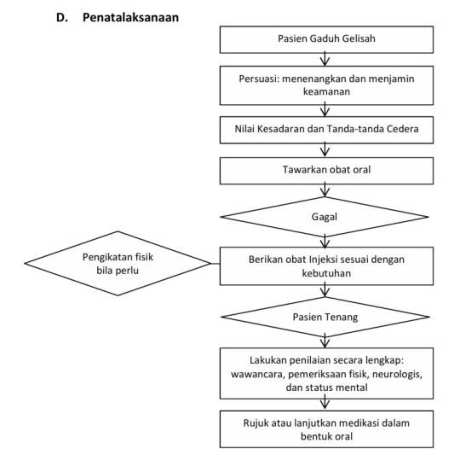 D. Penatalaksanaan
Pasien Gaduh Gelisah
Persuasi: menenangkan dan menjamin
keamanan
Nilai Kesadaran dan Tanda-tanda Cedera
Tawarkan obat oral
Gagal
Pengikatan fisik
bila perlu
Berikan obat Injeksi sesuai dengan
kebutuhan
Pasien Tenang
Lakukan penilaian secara lengkap:
wawancara, pemeriksaan fisik, neurologis,
dan status mental
Rujuk atau lanjutkan medikasi dalam
bentuk oral